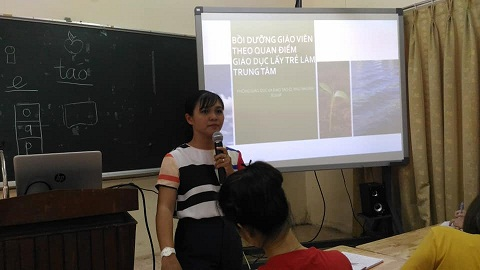 BỒI DƯỠNG GIÁO VIÊN
THEO QUAN ĐIỂM
GIÁO DỤC LẤY TRẺ LÀM
TRUNG TÂM
i
e
táo
o
q
p
hp